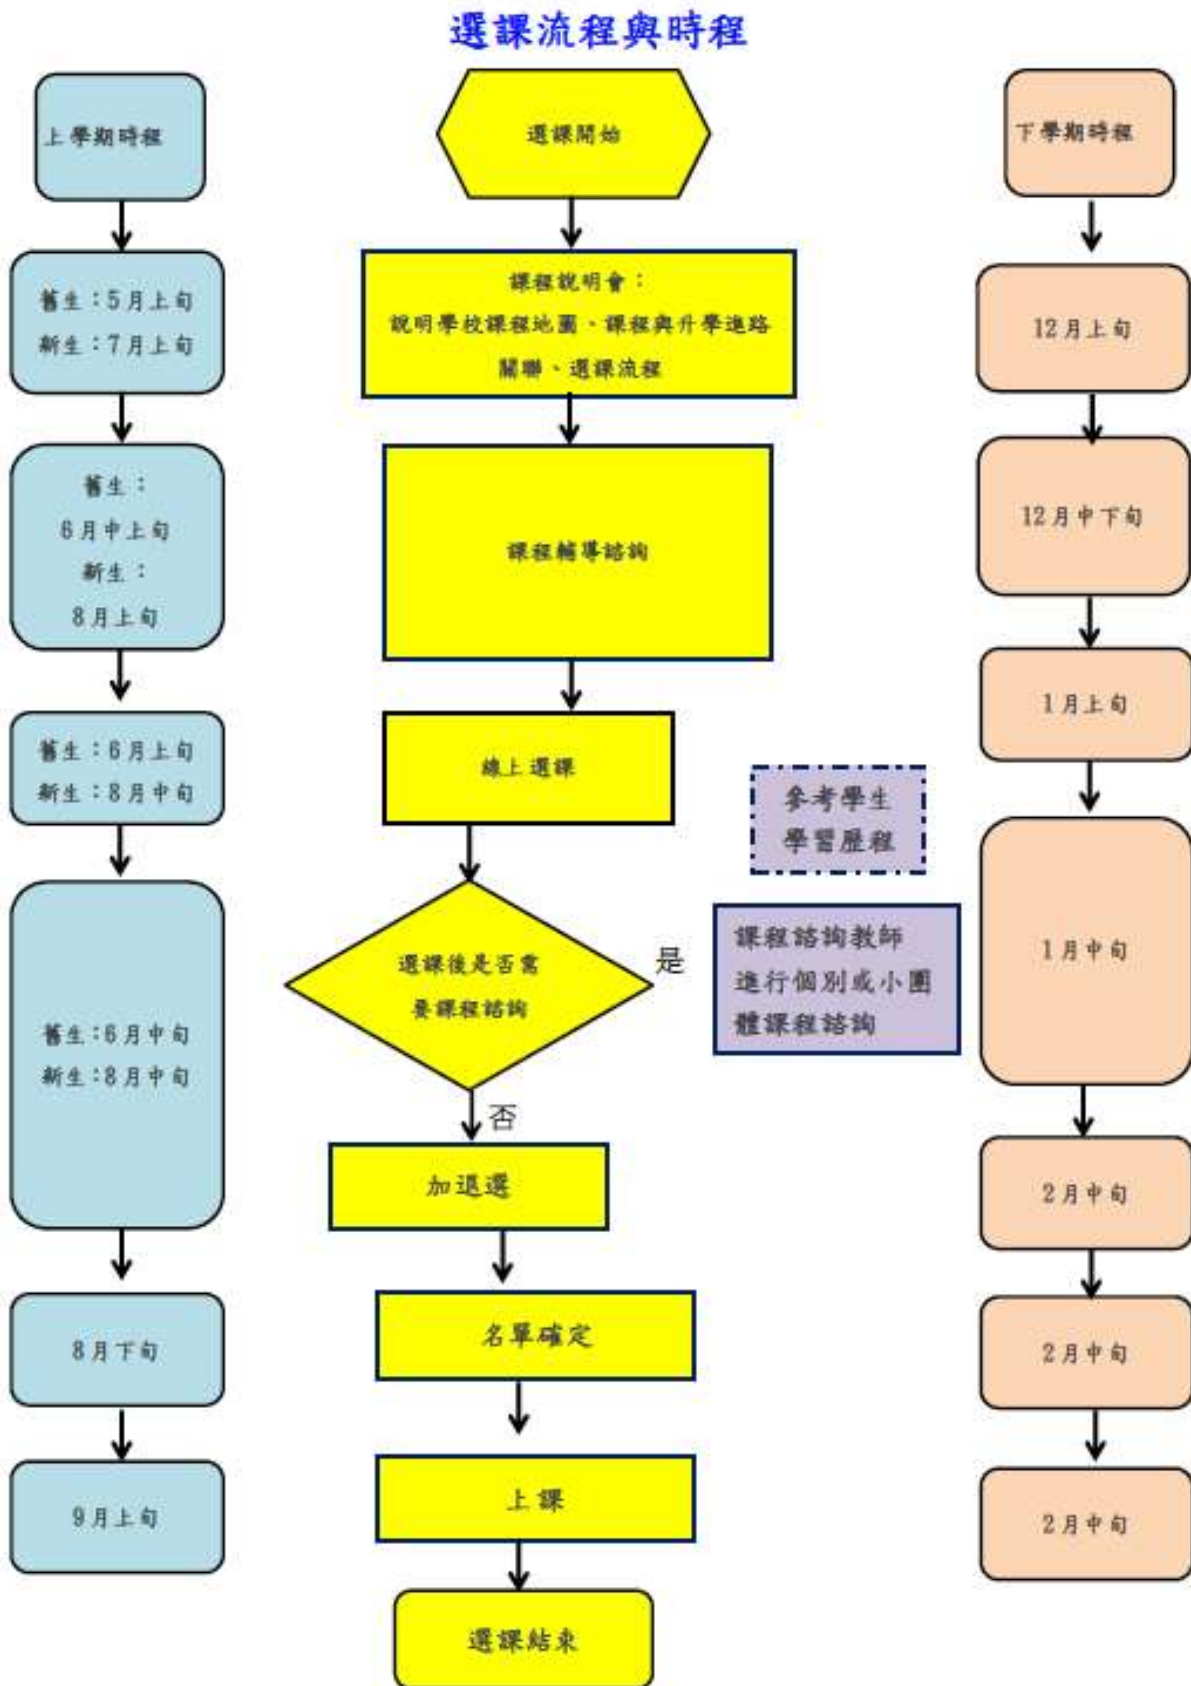 選課流程與時程
上學期時程
舊生：5月上旬
新生：7月上旬
舊生：
6月中上旬
新生：
8月上旬
舊生：6月上旬
新生：8月中旬
舊生：6月中旬
新生：8月中旬
8月下旬
9月上旬
選課開始
課程說明會：
說明學校課程地圖、課程與升學進路
關聯、選課流程
課程輔導諮詢
線上選課
選課後是否需
要課程諮詢
是
否
參考學生
學習歷程
課程諮詢教師
進行個別或小團
體課程諮詢
加退選
名單確定
上課
選課結束
下學期時程
12月上旬
12月中下旬
1月上旬
1月中旬
2月中旬
2月中旬
2月中旬